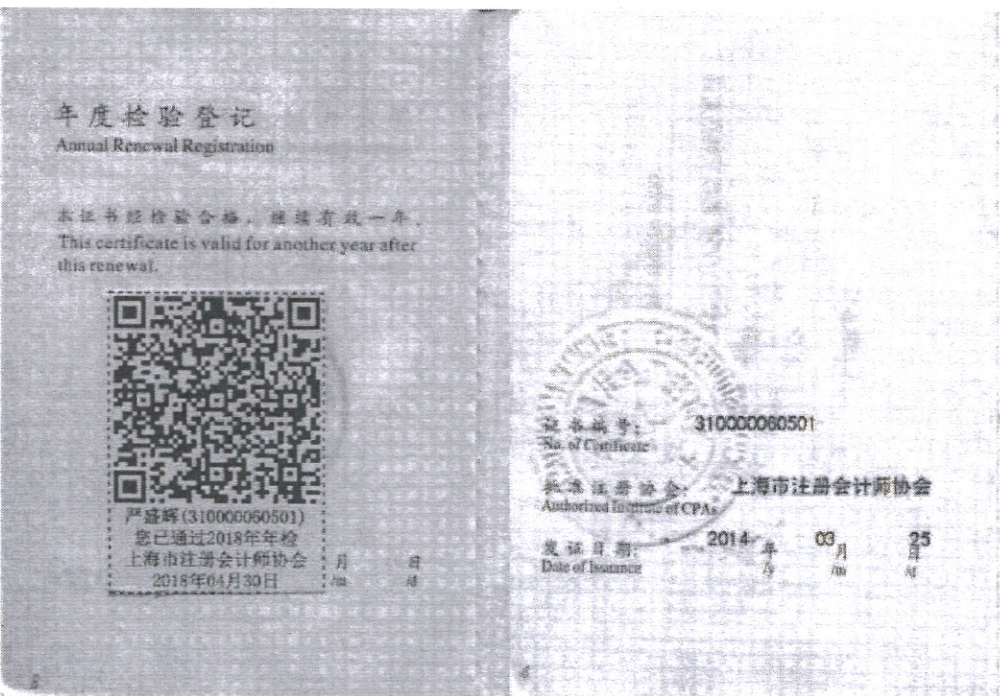 年度检验登记
Annual Renewal Registration
本证书经检验合格，继续有效一年。
This certificate is valid for another year after
this renewal.
严盛辉(310000060501)
您已通过2018年年检
上海市注册会计师协会
2018年04月30日
月 日
/m /d
5
证书编号： 310000060501
No. of Certificate
批准注册协会： 上海市注册会计师协会
Authorized Institute of CPAs
发证日期： 2014 年 03 月 25 日
Date of Issuance /y /m /d